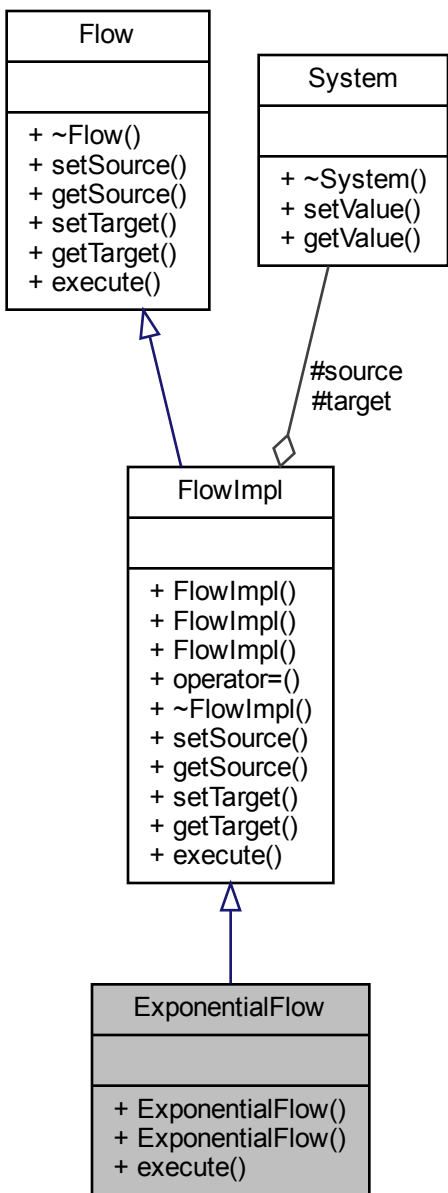 Flow
+ ~Flow()
+ setSource()
+ getSource()
+ setTarget()
+ getTarget()
+ execute()
System
+ ~System()
+ setValue()
+ getValue()
#source
#target
FlowImpl
+ FlowImpl()
+ FlowImpl()
+ FlowImpl()
+ operator=()
+ ~FlowImpl()
+ setSource()
+ getSource()
+ setTarget()
+ getTarget()
+ execute()
ExponentialFlow
+ ExponentialFlow()
+ ExponentialFlow()
+ execute()